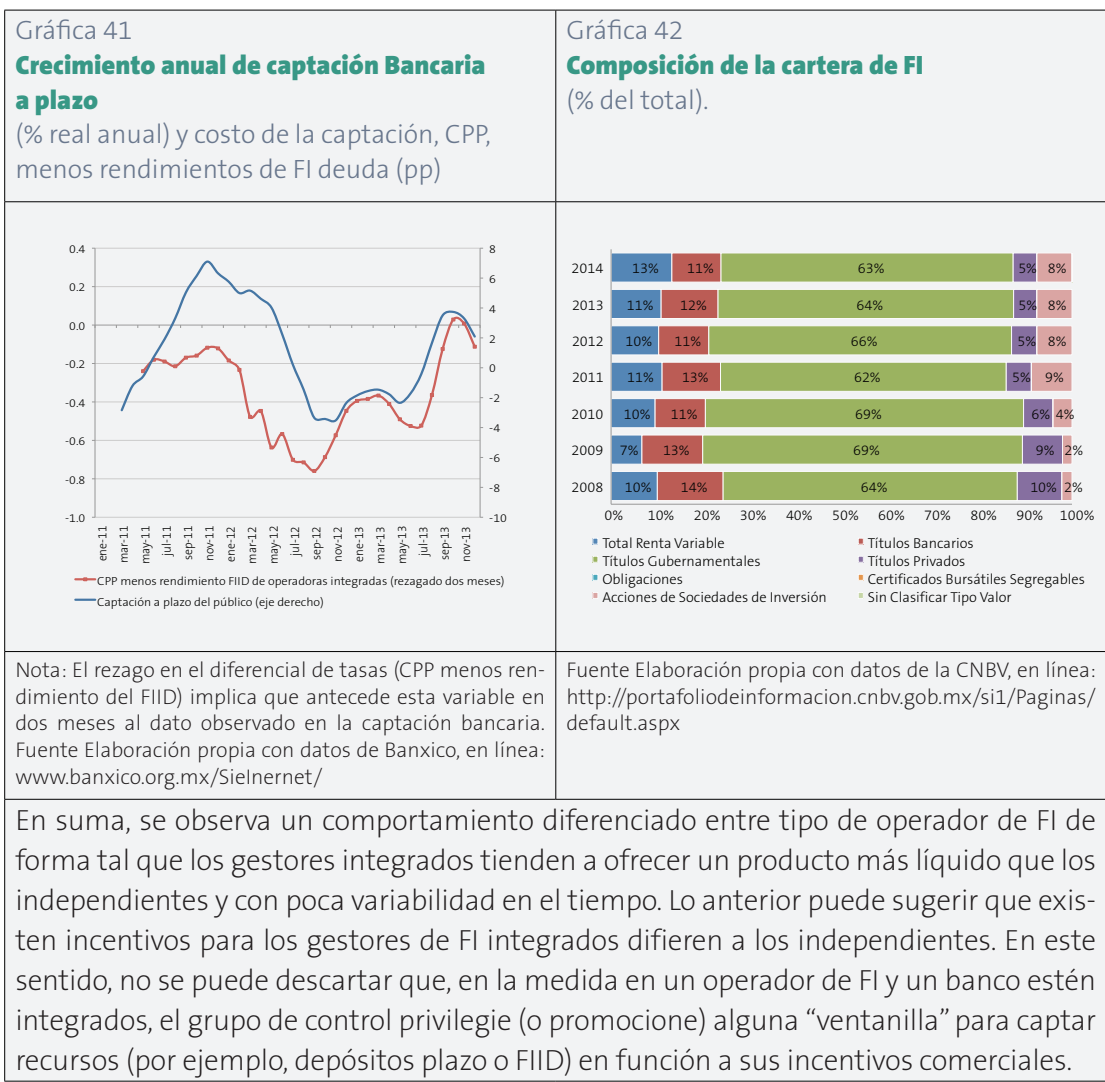 Gráfica 41
Crecimiento anual de captación Bancaria
a plazo
(% real anual) y costo de la captación, CPP,
menos rendimientos de FI deuda (pp)
Gráfica 42
Composición de la cartera de FI
(% del total).
0.4
0.2
0.0
-0.2
-0.4
-0.6
-0.8
-1.0
8
6
4
2
0
-2
-4
-6
-8
-10
ene-11
mar-11
may-11
jul-11
sep-11
nov-11
ene-12
mar-12
may-12
jul-12
sep-12
nov-12
ene-13
mar-13
may-13
jul-13
sep-13
nov-13
CPP menos rendimiento FIID de operadoras integradas (rezagado dos meses)
Captación a plazo del público (eje derecho)
2014 13% 11% 63% 5% 8%
2013 11% 12% 64% 5% 8%
2012 10% 11% 66% 5% 8%
2011 11% 13% 62% 5% 9%
2010 10% 11% 69% 6% 4%
2009 7% 13% 69% 9% 2%
2008 10% 14% 64% 10% 2%
0% 10% 20% 30% 40% 50% 60% 70% 80% 90% 100%
Total Renta Variable Títulos Bancarios
Títulos Gubernamentales Títulos Privados
Obligaciones Certificados Bursátiles Segregables
Acciones de Sociedades de Inversión Sin Clasificar Tipo Valor
Nota: El rezago en el diferencial de tasas (CPP menos ren-
dimiento del FIID) implica que antecede esta variable en
dos meses al dato observado en la captación bancaria.
Fuente Elaboración propia con datos de Banxico, en línea:
www.banxico.org.mx/SieInernet/
Fuente Elaboración propia con datos de la CNBV, en línea:
http://portafoliodeinformacion.cnbv.gob.mx/si1/Paginas/
default.aspx
En suma, se observa un comportamiento diferenciado entre tipo de operador de FI de
forma tal que los gestores integrados tienden a ofrecer un producto más líquido que los
independientes y con poca variabilidad en el tiempo. Lo anterior puede sugerir que exis-
ten incentivos para los gestores de FI integrados difieren a los independientes. En este
sentido, no se puede descartar que, en la medida en un operador de FI y un banco estén
integrados, el grupo de control privilegie (o promocione) alguna “ventanilla” para captar
recursos (por ejemplo, depósitos plazo o FIID) en función a sus incentivos comerciales.